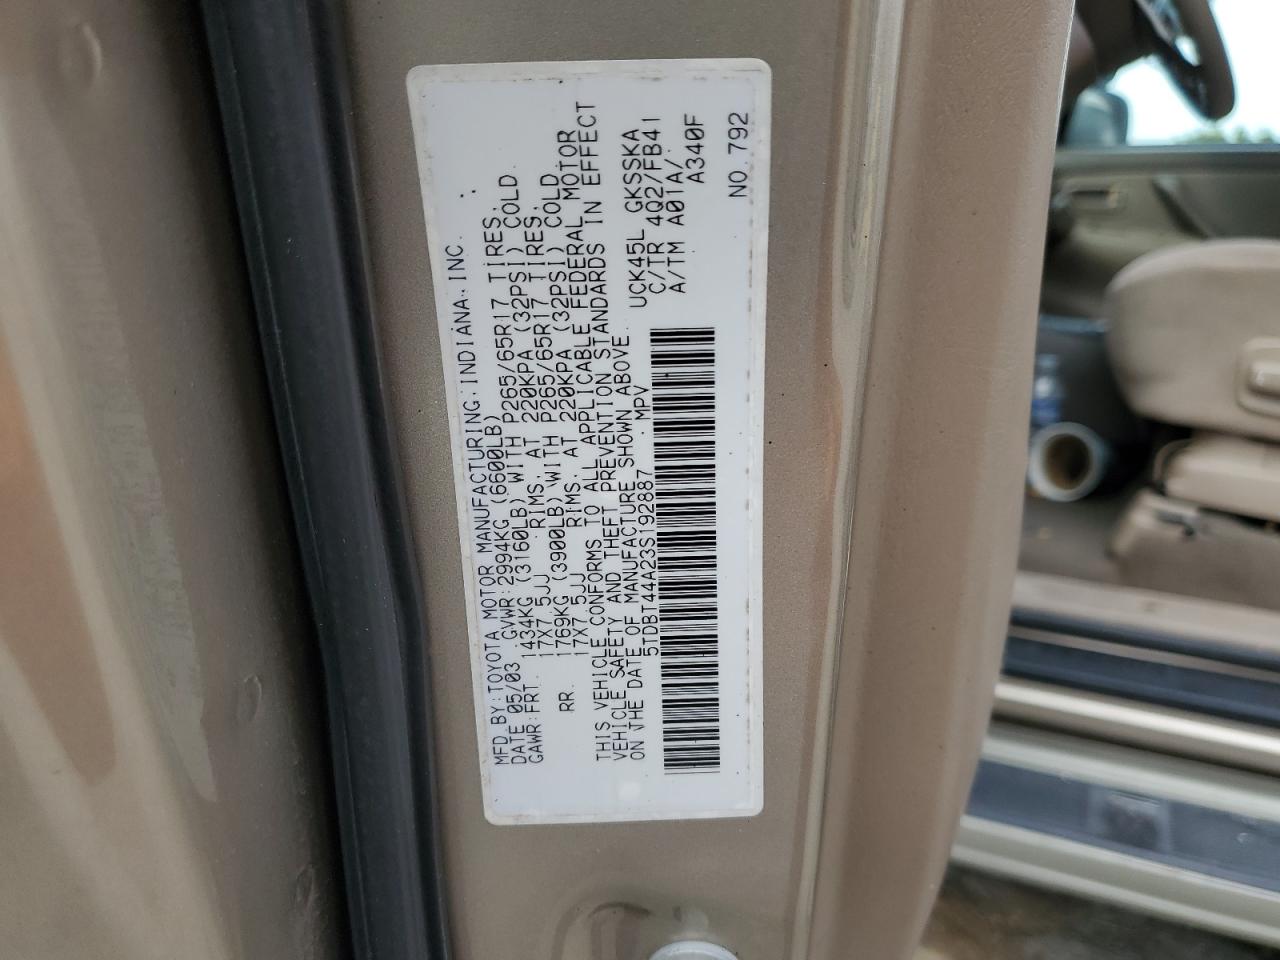 MFD. BY: TOYOTA MOTOR MANUFACTURING, INDIANA, INC.
DATE 05/03 GVWR: 2994KG (6600LB)
GAWR: FRT. 1434KG (3160LB) WITH P265/65R17 TIRES,
17X7.5JJ RIMS, AT 220KPA (32PSI) COLD
RR. 1769KG (3900LB) WITH P265/65R17 TIRES,
17X7.5JJ RIMS, AT 220KPA (32PSI) COLD
THIS VEHICLE CONFORMS TO ALL APPLICABLE FEDERAL MOTOR
VEHICLE SAFETY AND THEFT PREVENTION STANDARDS IN EFFECT
ON THE DATE OF MANUFACTURE SHOWN ABOVE.
5TDBT44A23S192887 MPV
UCK45L GKSSKA
C/TR 4Q2/FB41
A/TM A01A/
A340F
NO. 792